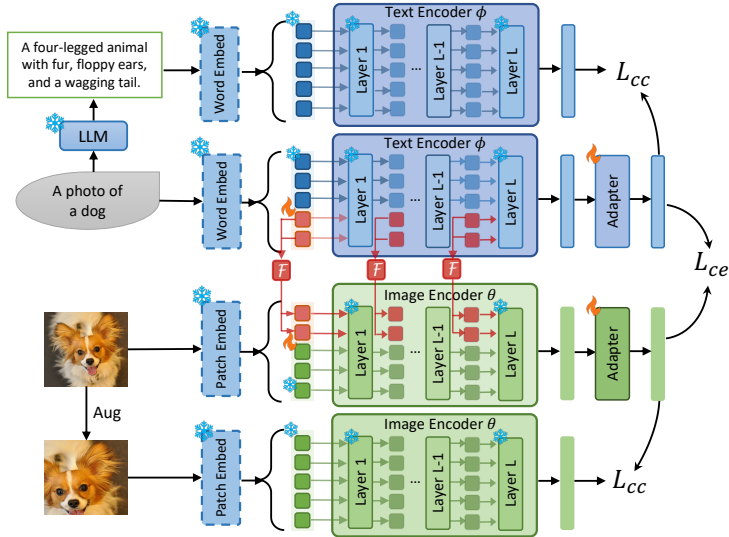 A four-legged animal
with fur, floppy ears,
and a wagging tail.
LLM
A photo of
a dog
Word Embed
Text Encoder ϕ
Layer 1
...
Layer L-1
Layer L
L_cc
Word Embed
Text Encoder ϕ
Layer 1
...
Layer L-1
Layer L
Adapter
F
F
F
L_ce
Patch Embed
Image Encoder θ
Layer 1
...
Layer L-1
Layer L
Adapter
Aug
Patch Embed
Image Encoder θ
Layer 1
...
Layer L-1
Layer L
L_cc